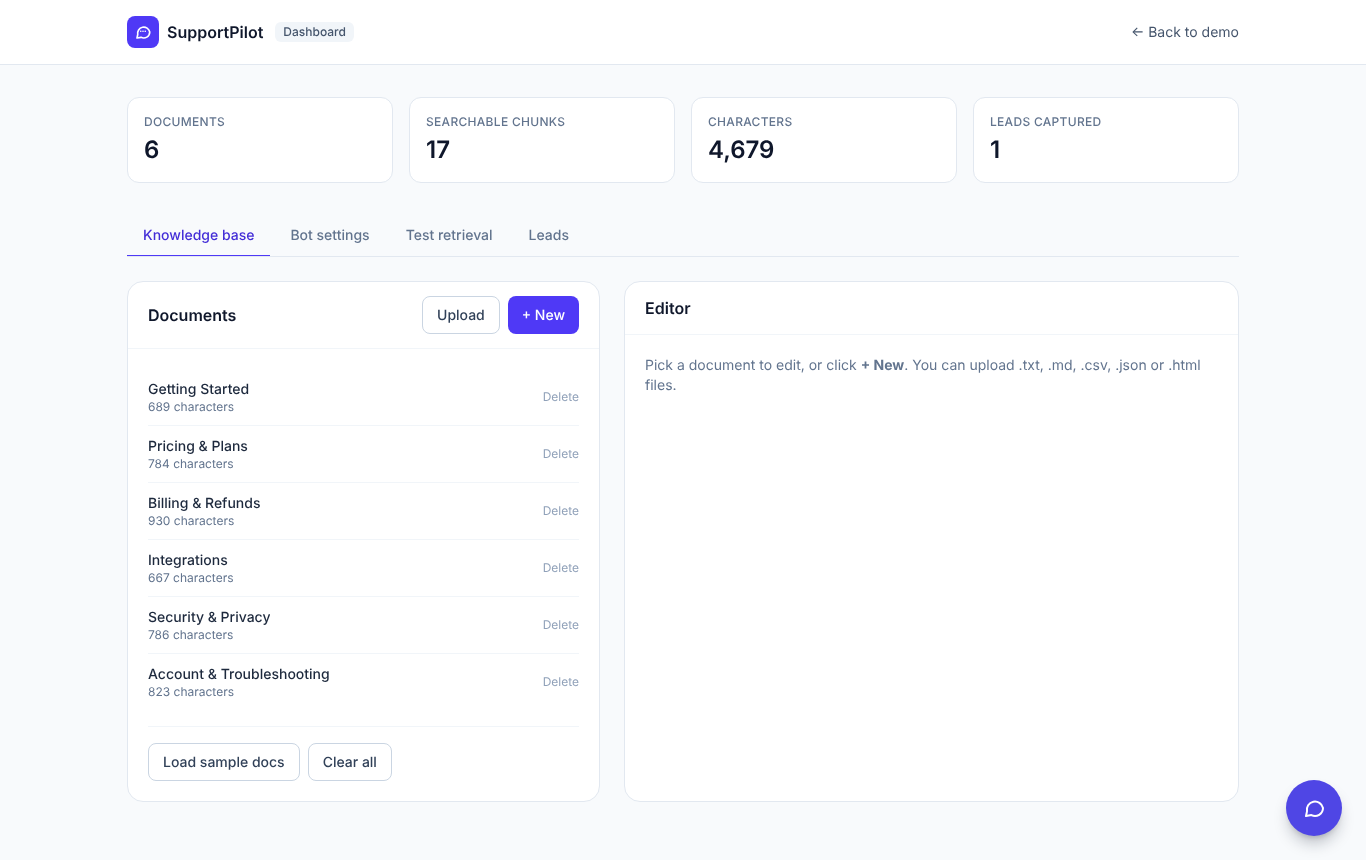 SupportPilot
Dashboard
← Back to demo
DOCUMENTS
6
SEARCHABLE CHUNKS
17
CHARACTERS
4,679
LEADS CAPTURED
1
Knowledge base
Bot settings
Test retrieval
Leads
Documents
Upload
+ New
Getting Started
689 characters
Delete
Pricing & Plans
784 characters
Delete
Billing & Refunds
930 characters
Delete
Integrations
667 characters
Delete
Security & Privacy
786 characters
Delete
Account & Troubleshooting
823 characters
Delete
Load sample docs
Clear all
Editor
Pick a document to edit, or click + New. You can upload .txt, .md, .csv, .json or .html
files.